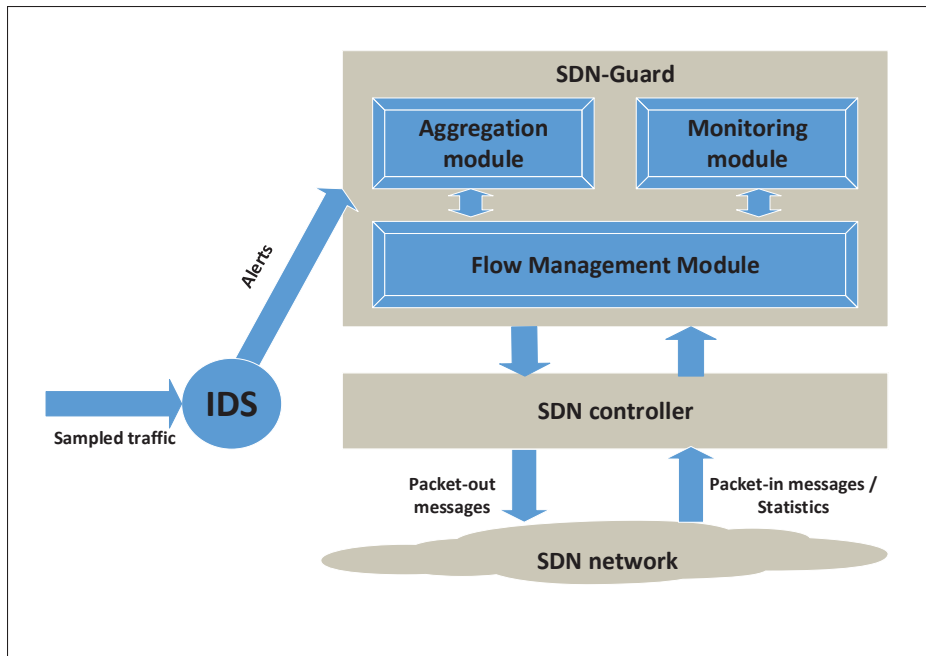 SDN-Guard
Aggregation
module
Monitoring
module
Flow Management Module
Alerts
IDS
Sampled traffic
SDN controller
Packet-out
messages
Packet-in messages /
Statistics
SDN network